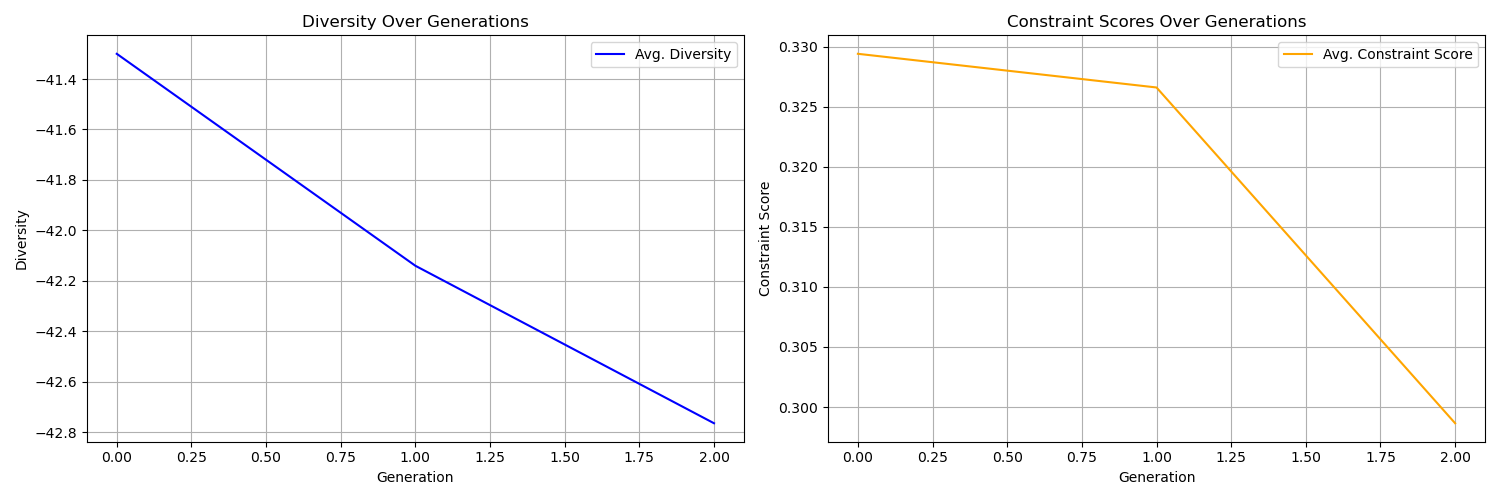 Diversity Over Generations
Avg. Diversity
Diversity
−41.4
−41.6
−41.8
−42.0
−42.2
−42.4
−42.6
−42.8
0.00 0.25 0.50 0.75 1.00 1.25 1.50 1.75 2.00
Generation
Constraint Scores Over Generations
Avg. Constraint Score
Constraint Score
0.330
0.325
0.320
0.315
0.310
0.305
0.300
0.00 0.25 0.50 0.75 1.00 1.25 1.50 1.75 2.00
Generation